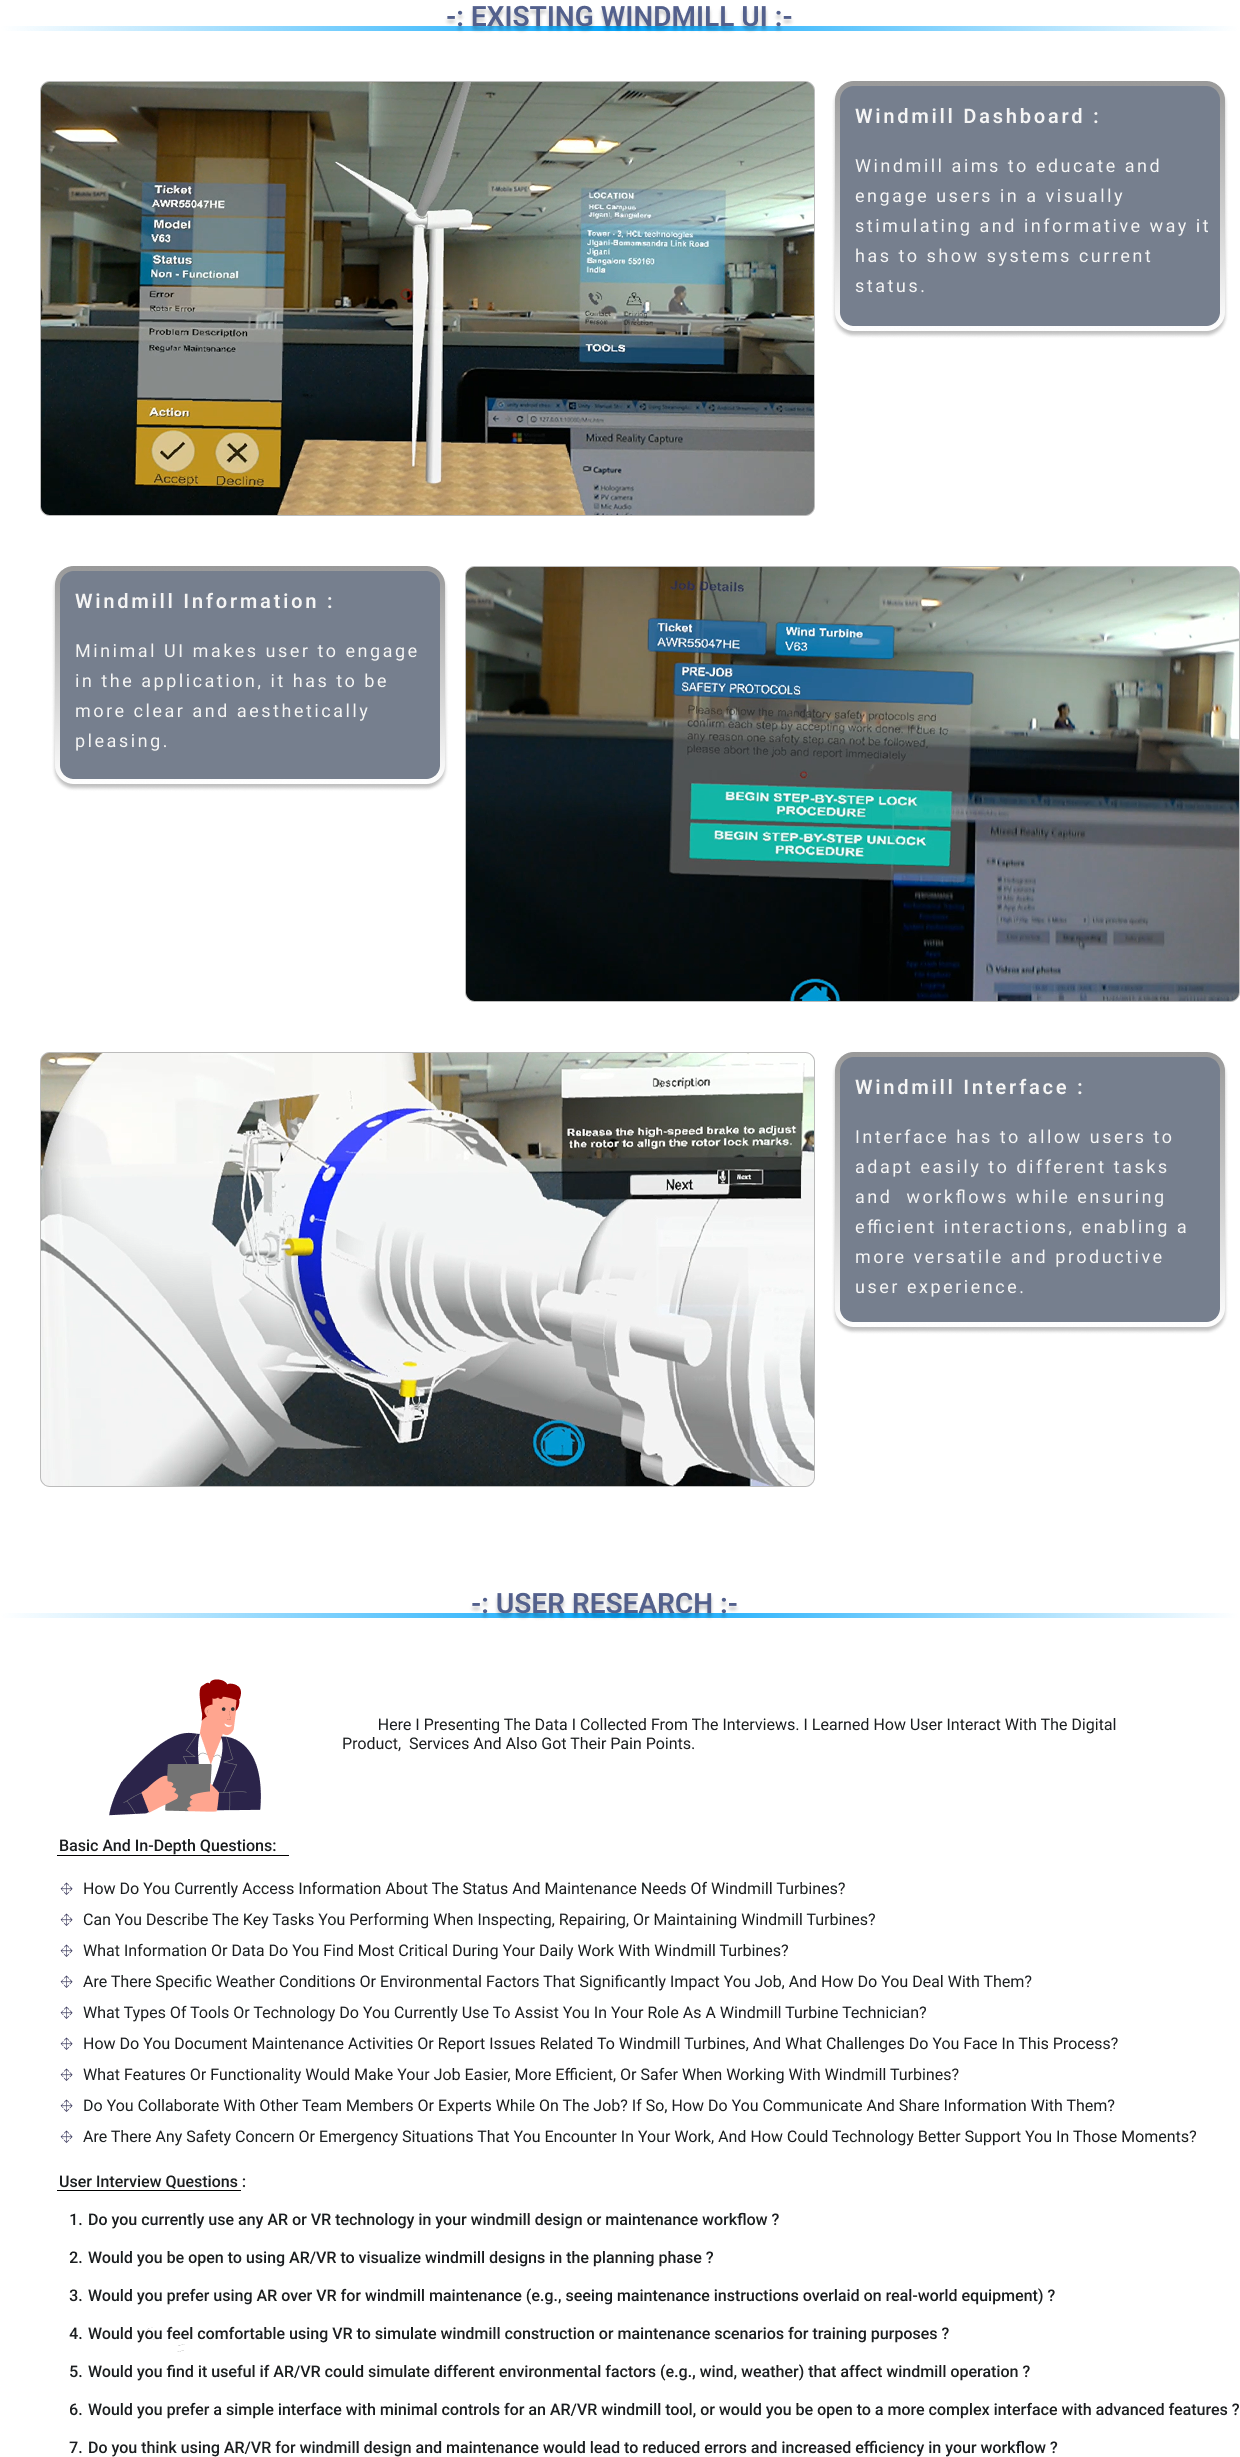 -: EXISTING WINDMILL UI :-
T-Mobile SAFE
Ticket
AWR55047HE
Model
V63
Status
Non - Functional
Error
Rotar Error
Problem Description
Regular Maintenance
Action
Accept Decline
T-Mobile SAFE
LOCATION
HCL Campus
Jigani, Bangalore
Tower - 3, HCL technologies
Jigani-Bomamsandra Link Road
Jigani
Bangalore 550160
India
Contact Person
Driving Direction
TOOLS
Mixed Reality Capture
Capture
Holograms
PV camera
Mic Audio
Windmill Dashboard :
Windmill aims to educate and
engage users in a visually
stimulating and informative way it
has to show systems current
status.
Windmill Information :
Minimal UI makes user to engage
in the application, it has to be
more clear and aesthetically
pleasing.
Job Details
T-Mobile SAFE
Ticket
AWR55047HE
Wind Turbine
V63
PRE-JOB
SAFETY PROTOCOLS
Please follow the mandatory safety protocols and
confirm each step by accepting work done. If due to
any reason one safety step can not be followed,
please abort the job and report immediately
BEGIN STEP-BY-STEP LOCK
PROCEDURE
BEGIN STEP-BY-STEP UNLOCK
PROCEDURE
Mixed Reality Capture
Capture
Holograms
PV camera
Mic Audio
App Audio
Videos and photos
Description
Release the high-speed brake to adjust
the rotor to align the rotor lock marks.
Next
Next
Windmill Interface :
Interface has to allow users to
adapt easily to different tasks
and workflows while ensuring
efficient interactions, enabling a
more versatile and productive
user experience.
-: USER RESEARCH :-
Here I Presenting The Data I Collected From The Interviews. I Learned How User Interact With The Digital
Product, Services And Also Got Their Pain Points.
Basic And In-Depth Questions:
How Do You Currently Access Information About The Status And Maintenance Needs Of Windmill Turbines?
Can You Describe The Key Tasks You Performing When Inspecting, Repairing, Or Maintaining Windmill Turbines?
What Information Or Data Do You Find Most Critical During Your Daily Work With Windmill Turbines?
Are There Specific Weather Conditions Or Environmental Factors That Significantly Impact You Job, And How Do You Deal With Them?
What Types Of Tools Or Technology Do You Currently Use To Assist You In Your Role As A Windmill Turbine Technician?
How Do You Document Maintenance Activities Or Report Issues Related To Windmill Turbines, And What Challenges Do You Face In This Process?
What Features Or Functionality Would Make Your Job Easier, More Efficient, Or Safer When Working With Windmill Turbines?
Do You Collaborate With Other Team Members Or Experts While On The Job? If So, How Do You Communicate And Share Information With Them?
Are There Any Safety Concern Or Emergency Situations That You Encounter In Your Work, And How Could Technology Better Support You In Those Moments?
User Interview Questions :
1. Do you currently use any AR or VR technology in your windmill design or maintenance workflow ?
2. Would you be open to using AR/VR to visualize windmill designs in the planning phase ?
3. Would you prefer using AR over VR for windmill maintenance (e.g., seeing maintenance instructions overlaid on real-world equipment) ?
4. Would you feel comfortable using VR to simulate windmill construction or maintenance scenarios for training purposes ?
5. Would you find it useful if AR/VR could simulate different environmental factors (e.g., wind, weather) that affect windmill operation ?
6. Would you prefer a simple interface with minimal controls for an AR/VR windmill tool, or would you be open to a more complex interface with advanced features ?
7. Do you think using AR/VR for windmill design and maintenance would lead to reduced errors and increased efficiency in your workflow ?